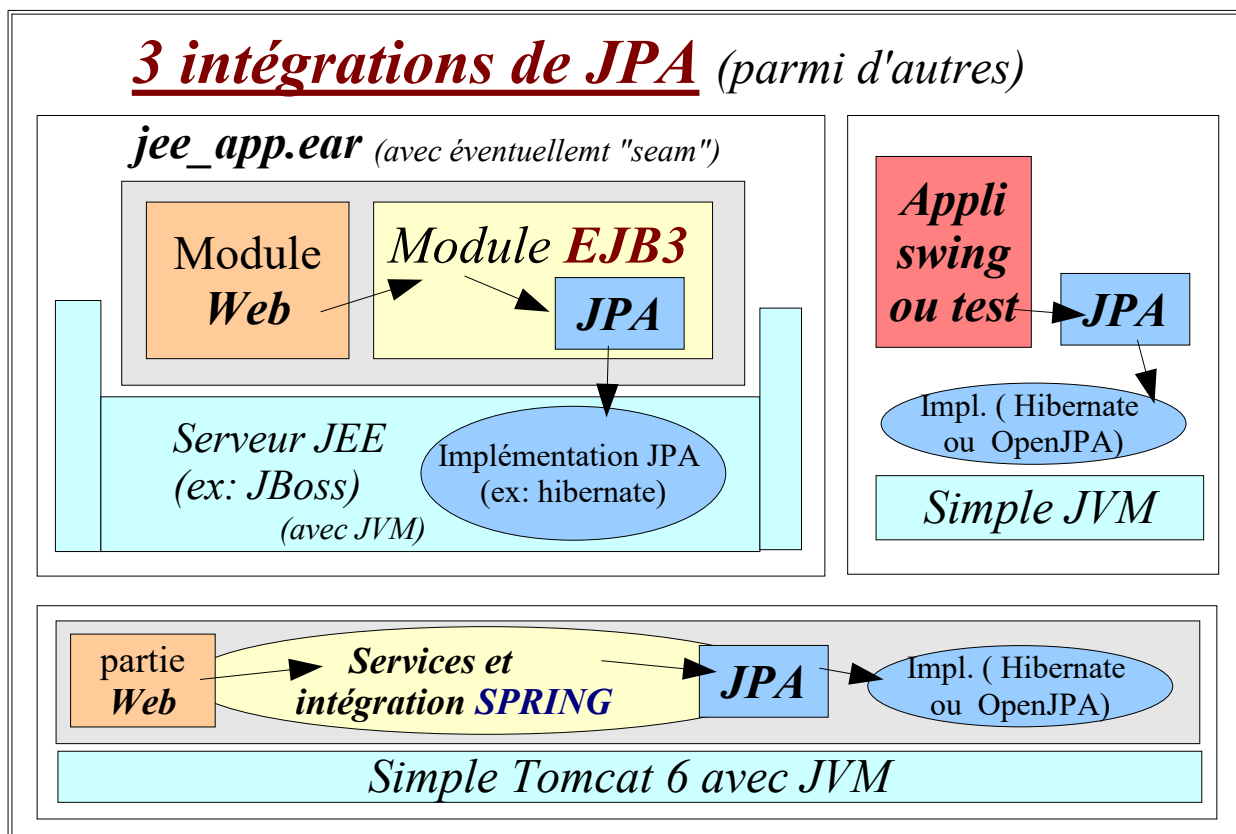 3 intégrations de JPA (parmi d'autres)
jee_app.ear (avec éventuellemt "seam")
Module
Web
Module EJB3
JPA
Serveur JEE
(ex: JBoss)
(avec JVM)
Implémentation JPA
(ex: hibernate)
Appli
swing
ou test
JPA
Impl. ( Hibernate
ou OpenJPA)
Simple JVM
partie
Web
Services et
intégration SPRING
JPA
Impl. ( Hibernate
ou OpenJPA)
Simple Tomcat 6 avec JVM